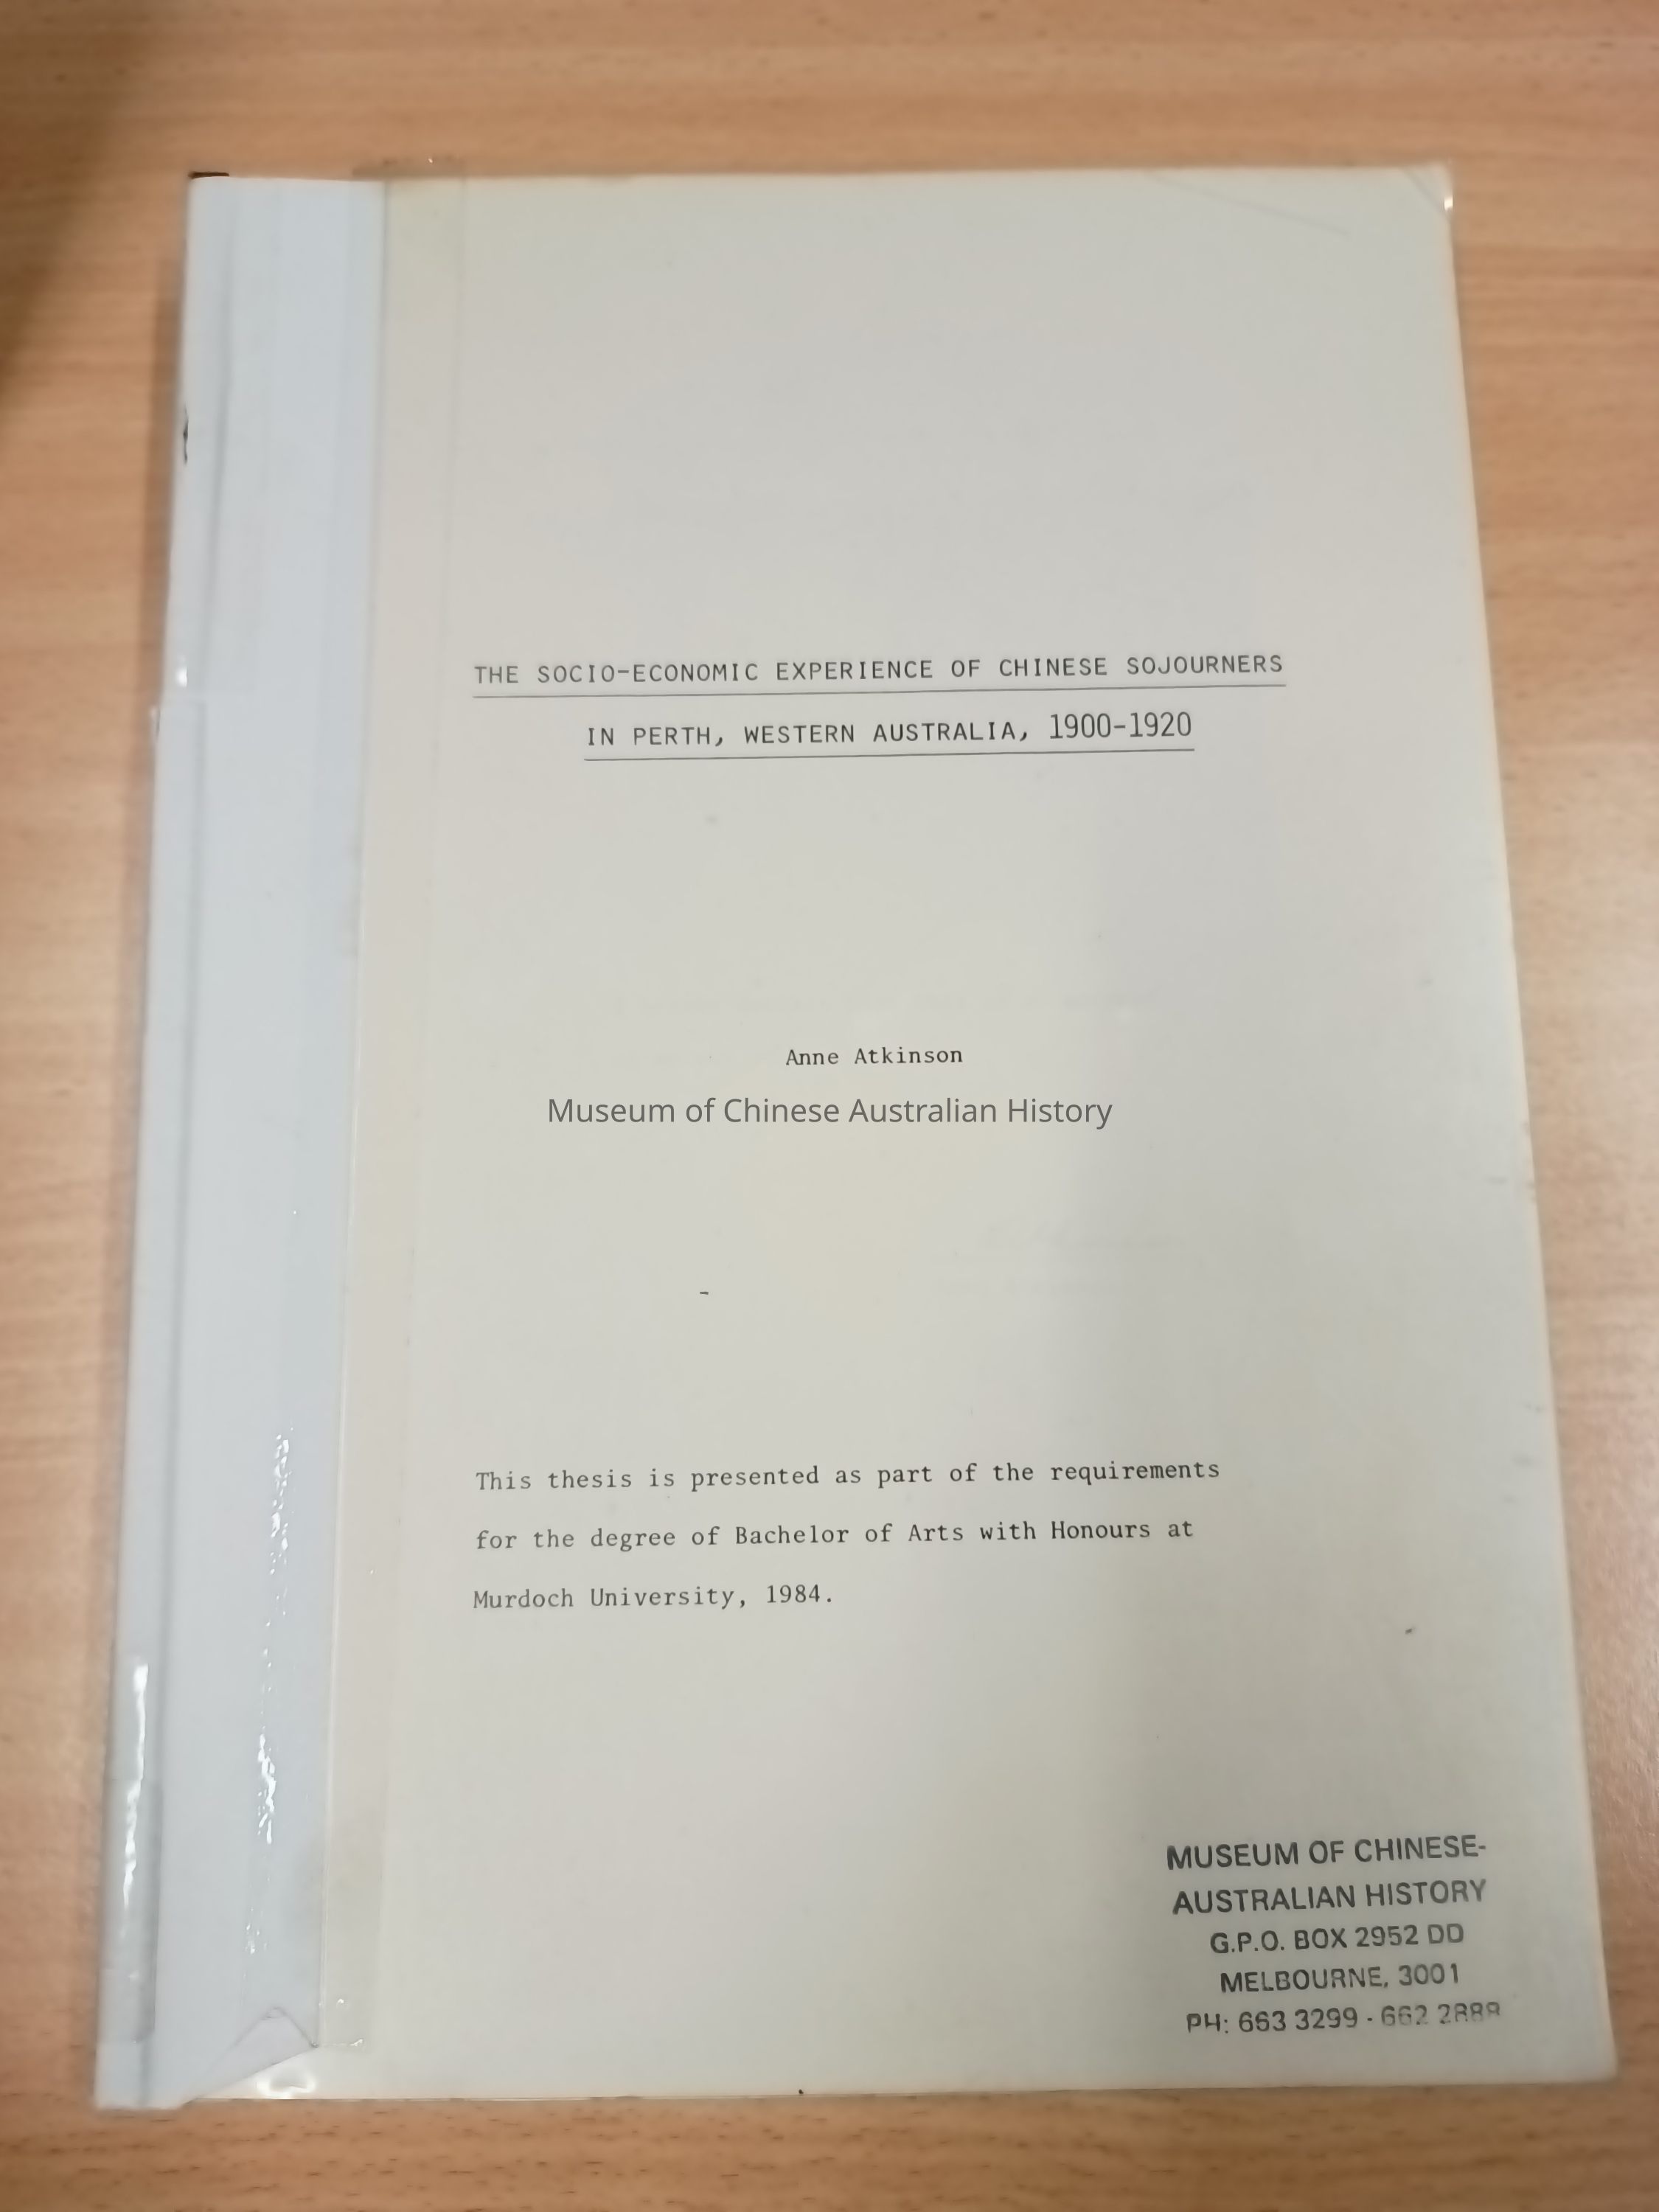 THE SOCIO-ECONOMIC EXPERIENCE OF CHINESE SOJOURNERS
IN PERTH, WESTERN AUSTRALIA, 1900-1920
Anne Atkinson
Museum of Chinese Australian History
This thesis is presented as part of the requirements
for the degree of Bachelor of Arts with Honours at
Murdoch University, 1984.
MUSEUM OF CHINESE-
AUSTRALIAN HISTORY
G.P.O. BOX 2952 DD
MELBOURNE, 3001
PH: 663 3299 - 662 2888